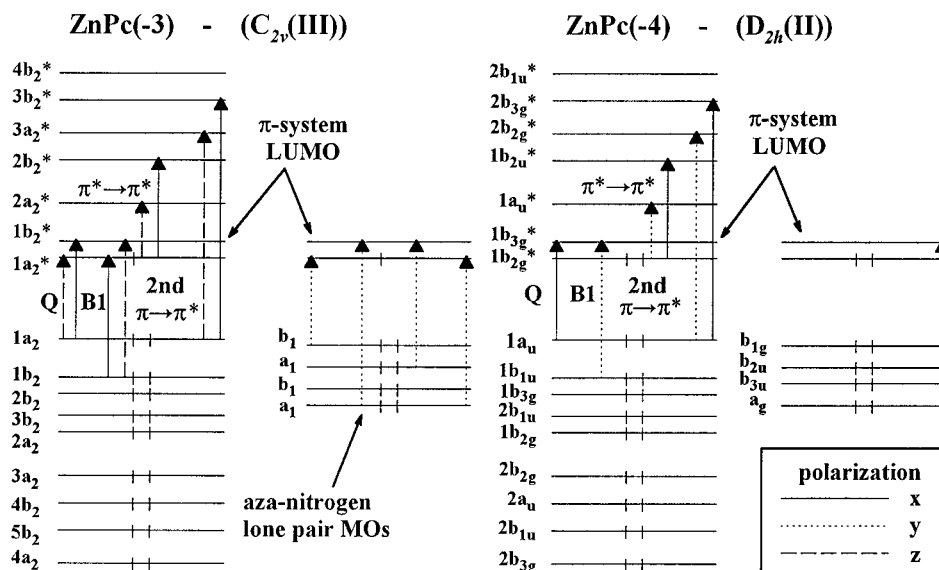 ZnPc(-3) - (C2v(III))
4b2*
3b2*
3a2*
2b2*
2a2*
1b2*
1a2*
π*→π*
Q
B1
2nd
π→π*
1a2
1b2
2b2
3b2
2a2
3a2
4b2
5b2
4a2
π-system
LUMO
b1
a1
b1
a1
aza-nitrogen
lone pair MOs
ZnPc(-4) - (D2h(II))
2b1u*
2b3g*
2b2g*
1b2u*
1au*
1b3g*
1b2g*
π*→π*
Q
B1
2nd
π→π*
1au
1b1u
1b3g
2b1u
1b2g
2b2g
2au
2b1u
2b3g
π-system
LUMO
b1g
b2u
b3u
ag
polarization
x
y
z